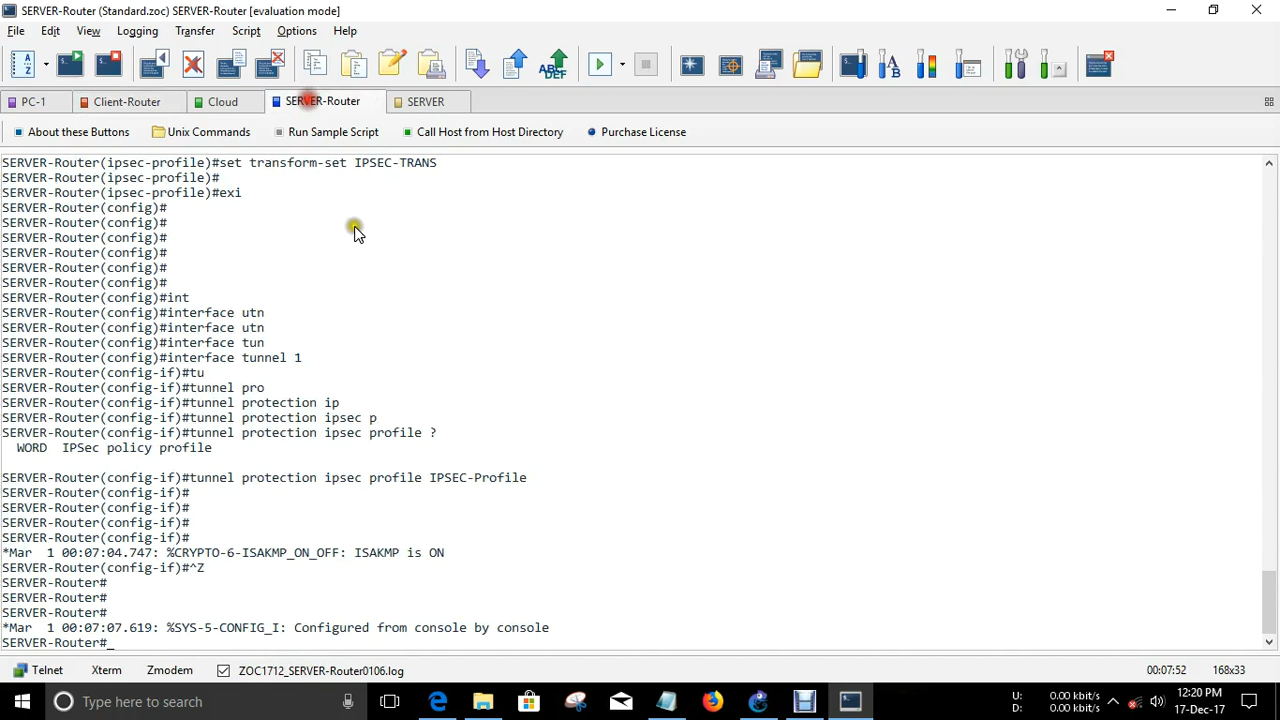 SERVER-Router (Standard.zoc) SERVER-Router [evaluation mode]
File Edit View Logging Transfer Script Options Help
PC-1 Client-Router Cloud SERVER-Router SERVER
About these Buttons Unix Commands Run Sample Script Call Host from Host Directory Purchase License
SERVER-Router(ipsec-profile)#set transform-set IPSEC-TRANS
SERVER-Router(ipsec-profile)#
SERVER-Router(ipsec-profile)#exi
SERVER-Router(config)#
SERVER-Router(config)#
SERVER-Router(config)#
SERVER-Router(config)#
SERVER-Router(config)#
SERVER-Router(config)#
SERVER-Router(config)#int
SERVER-Router(config)#interface utn
SERVER-Router(config)#interface utn
SERVER-Router(config)#interface tun
SERVER-Router(config)#interface tunnel 1
SERVER-Router(config-if)#tu
SERVER-Router(config-if)#tunnel pro
SERVER-Router(config-if)#tunnel protection ip
SERVER-Router(config-if)#tunnel protection ipsec p
SERVER-Router(config-if)#tunnel protection ipsec profile ?
WORD IPSec policy profile
SERVER-Router(config-if)#tunnel protection ipsec profile IPSEC-Profile
SERVER-Router(config-if)#
SERVER-Router(config-if)#
SERVER-Router(config-if)#
SERVER-Router(config-if)#
*Mar 1 00:07:04.747: %CRYPTO-6-ISAKMP_ON_OFF: ISAKMP is ON
SERVER-Router(config-if)#^Z
SERVER-Router#
SERVER-Router#
SERVER-Router#
*Mar 1 00:07:07.619: %SYS-5-CONFIG_I: Configured from console by console
SERVER-Router#_
Telnet Xterm Zmodem ZOC1712_SERVER-Router0106.log 00:07:52 168x33
Type here to search
U: 0.00 kbit/s
D: 0.00 kbit/s
12:20 PM
17-Dec-17